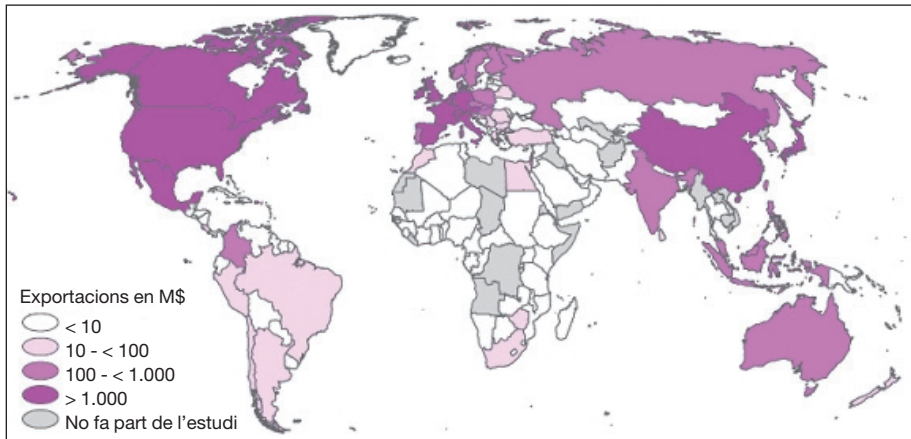 Exportacions en M$
< 10
10 - < 100
100 - < 1.000
> 1.000
No fa part de l'estudi